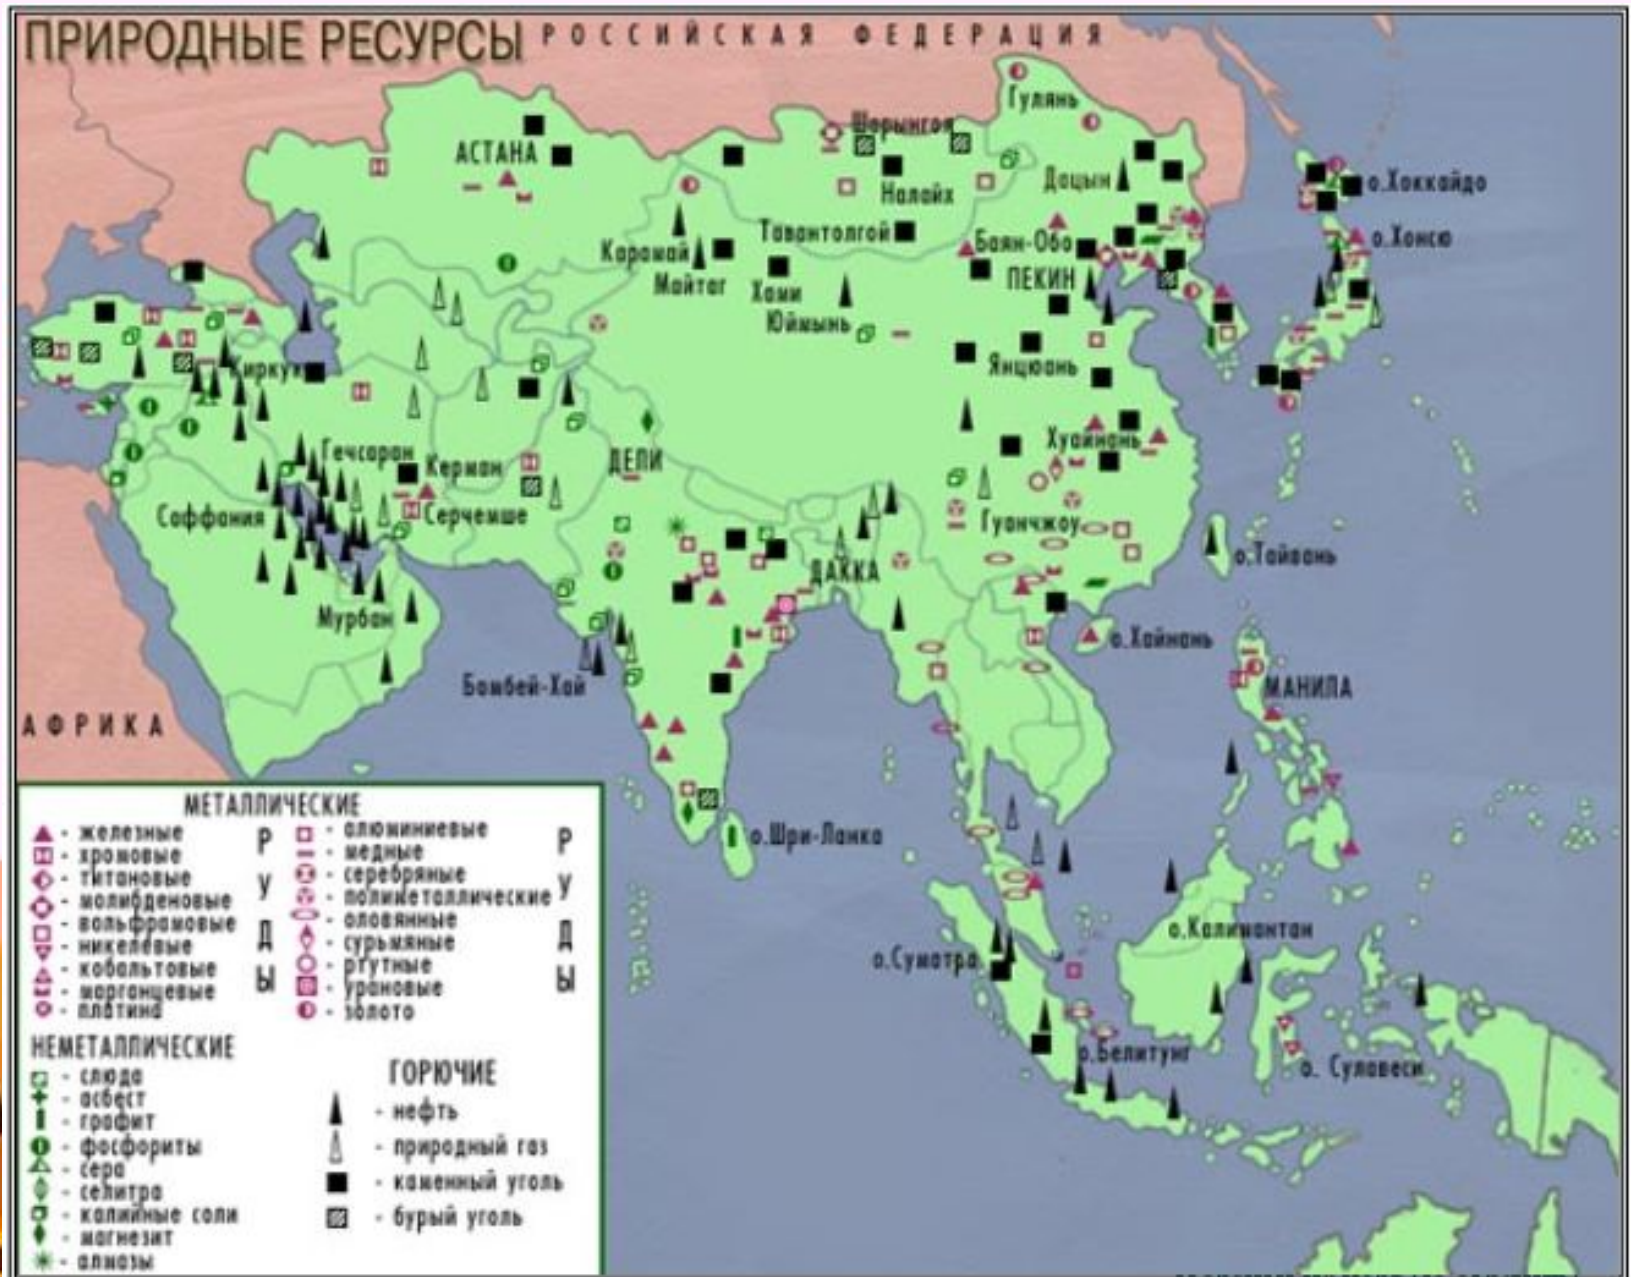 ПРИРОДНЫЕ РЕСУРСЫ
РОССИЙСКАЯ ФЕДЕРАЦИЯ
Гулянь
Шарынгол
АСТАНА
Налайх
Дацын
о.Хоккайдо
Тавантолгой
Баян-Обо
о.Хонсю
Карамай
Майтаг
Хами
ПЕКИН
Юймынь
Киркук
Янцюань
Гечсаран
Керман
ДЕЛИ
Хуайнань
Саффания
Серчемше
Гуанчжоу
о.Тайвань
ДАККА
Мурбан
о.Хайнань
Бамбей-Хай
МАНИЛА
АФРИКА
о.Шри-Ланка
о.Калимантан
о.Суматра
о.Белитунг
о. Сулавеси
МЕТАЛЛИЧЕСКИЕ
- железные
- хромовые
- титановые
- молибденовые
- вольфрамовые
- никелевые
- кобальтовые
- марганцевые
- платина
РУДЫ
- алюминиевые
- медные
- серебряные
- полиметаллические
- оловянные
- сурьмяные
- ртутные
- урановые
- золото
РУДЫ
НЕМЕТАЛЛИЧЕСКИЕ
- слюда
- асбест
- графит
- фосфориты
- сера
- селитра
- калийные соли
- магнезит
- алмазы
ГОРЮЧИЕ
- нефть
- природный газ
- каменный уголь
- бурый уголь